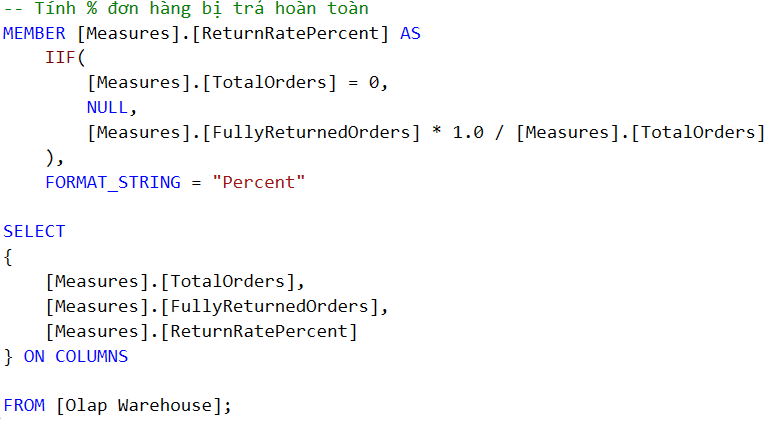 -- Tính % đơn hàng bị trả hoàn toàn
MEMBER [Measures].[ReturnRatePercent] AS
    IIF(
        [Measures].[TotalOrders] = 0,
        NULL,
        [Measures].[FullyReturnedOrders] * 1.0 / [Measures].[TotalOrders]
    ),
    FORMAT_STRING = "Percent"

SELECT
{
    [Measures].[TotalOrders],
    [Measures].[FullyReturnedOrders],
    [Measures].[ReturnRatePercent]
} ON COLUMNS

FROM [Olap Warehouse];